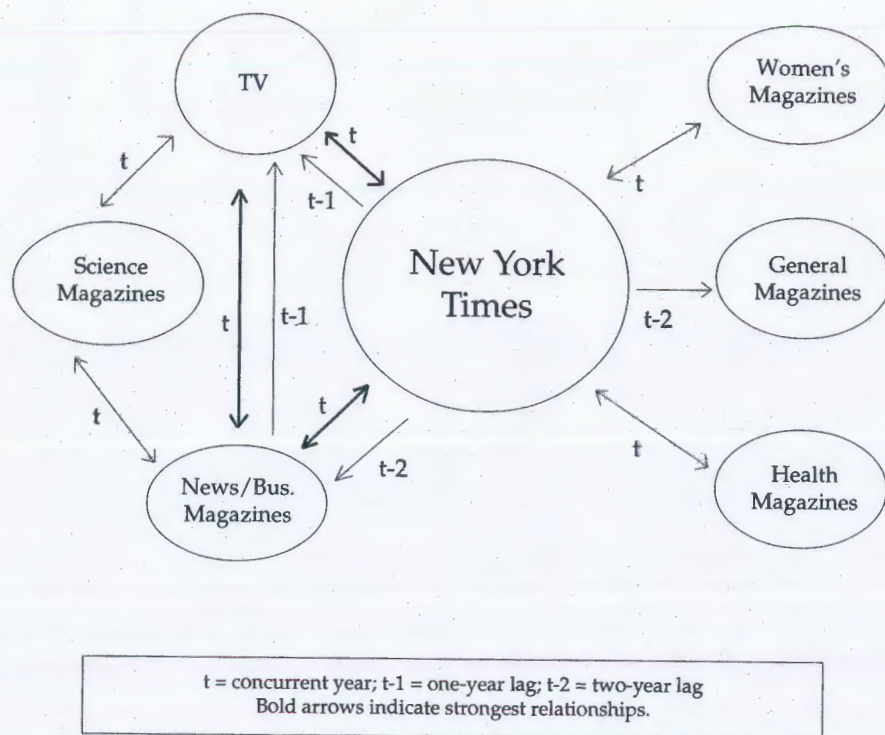 TV
Women's
Magazines
t
t
t
t-1
Science
Magazines
New York
Times
General
Magazines
t
t-1
t-2
t
t
t-2
t
News/Bus.
Magazines
Health
Magazines
t = concurrent year; t-1 = one-year lag; t-2 = two-year lag
Bold arrows indicate strongest relationships.